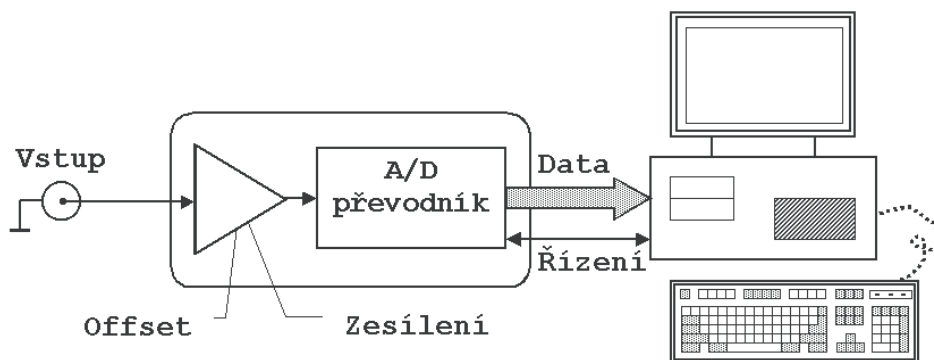 Vstup
A/D
převodník
Data
Řízení
Offset
Zesílení